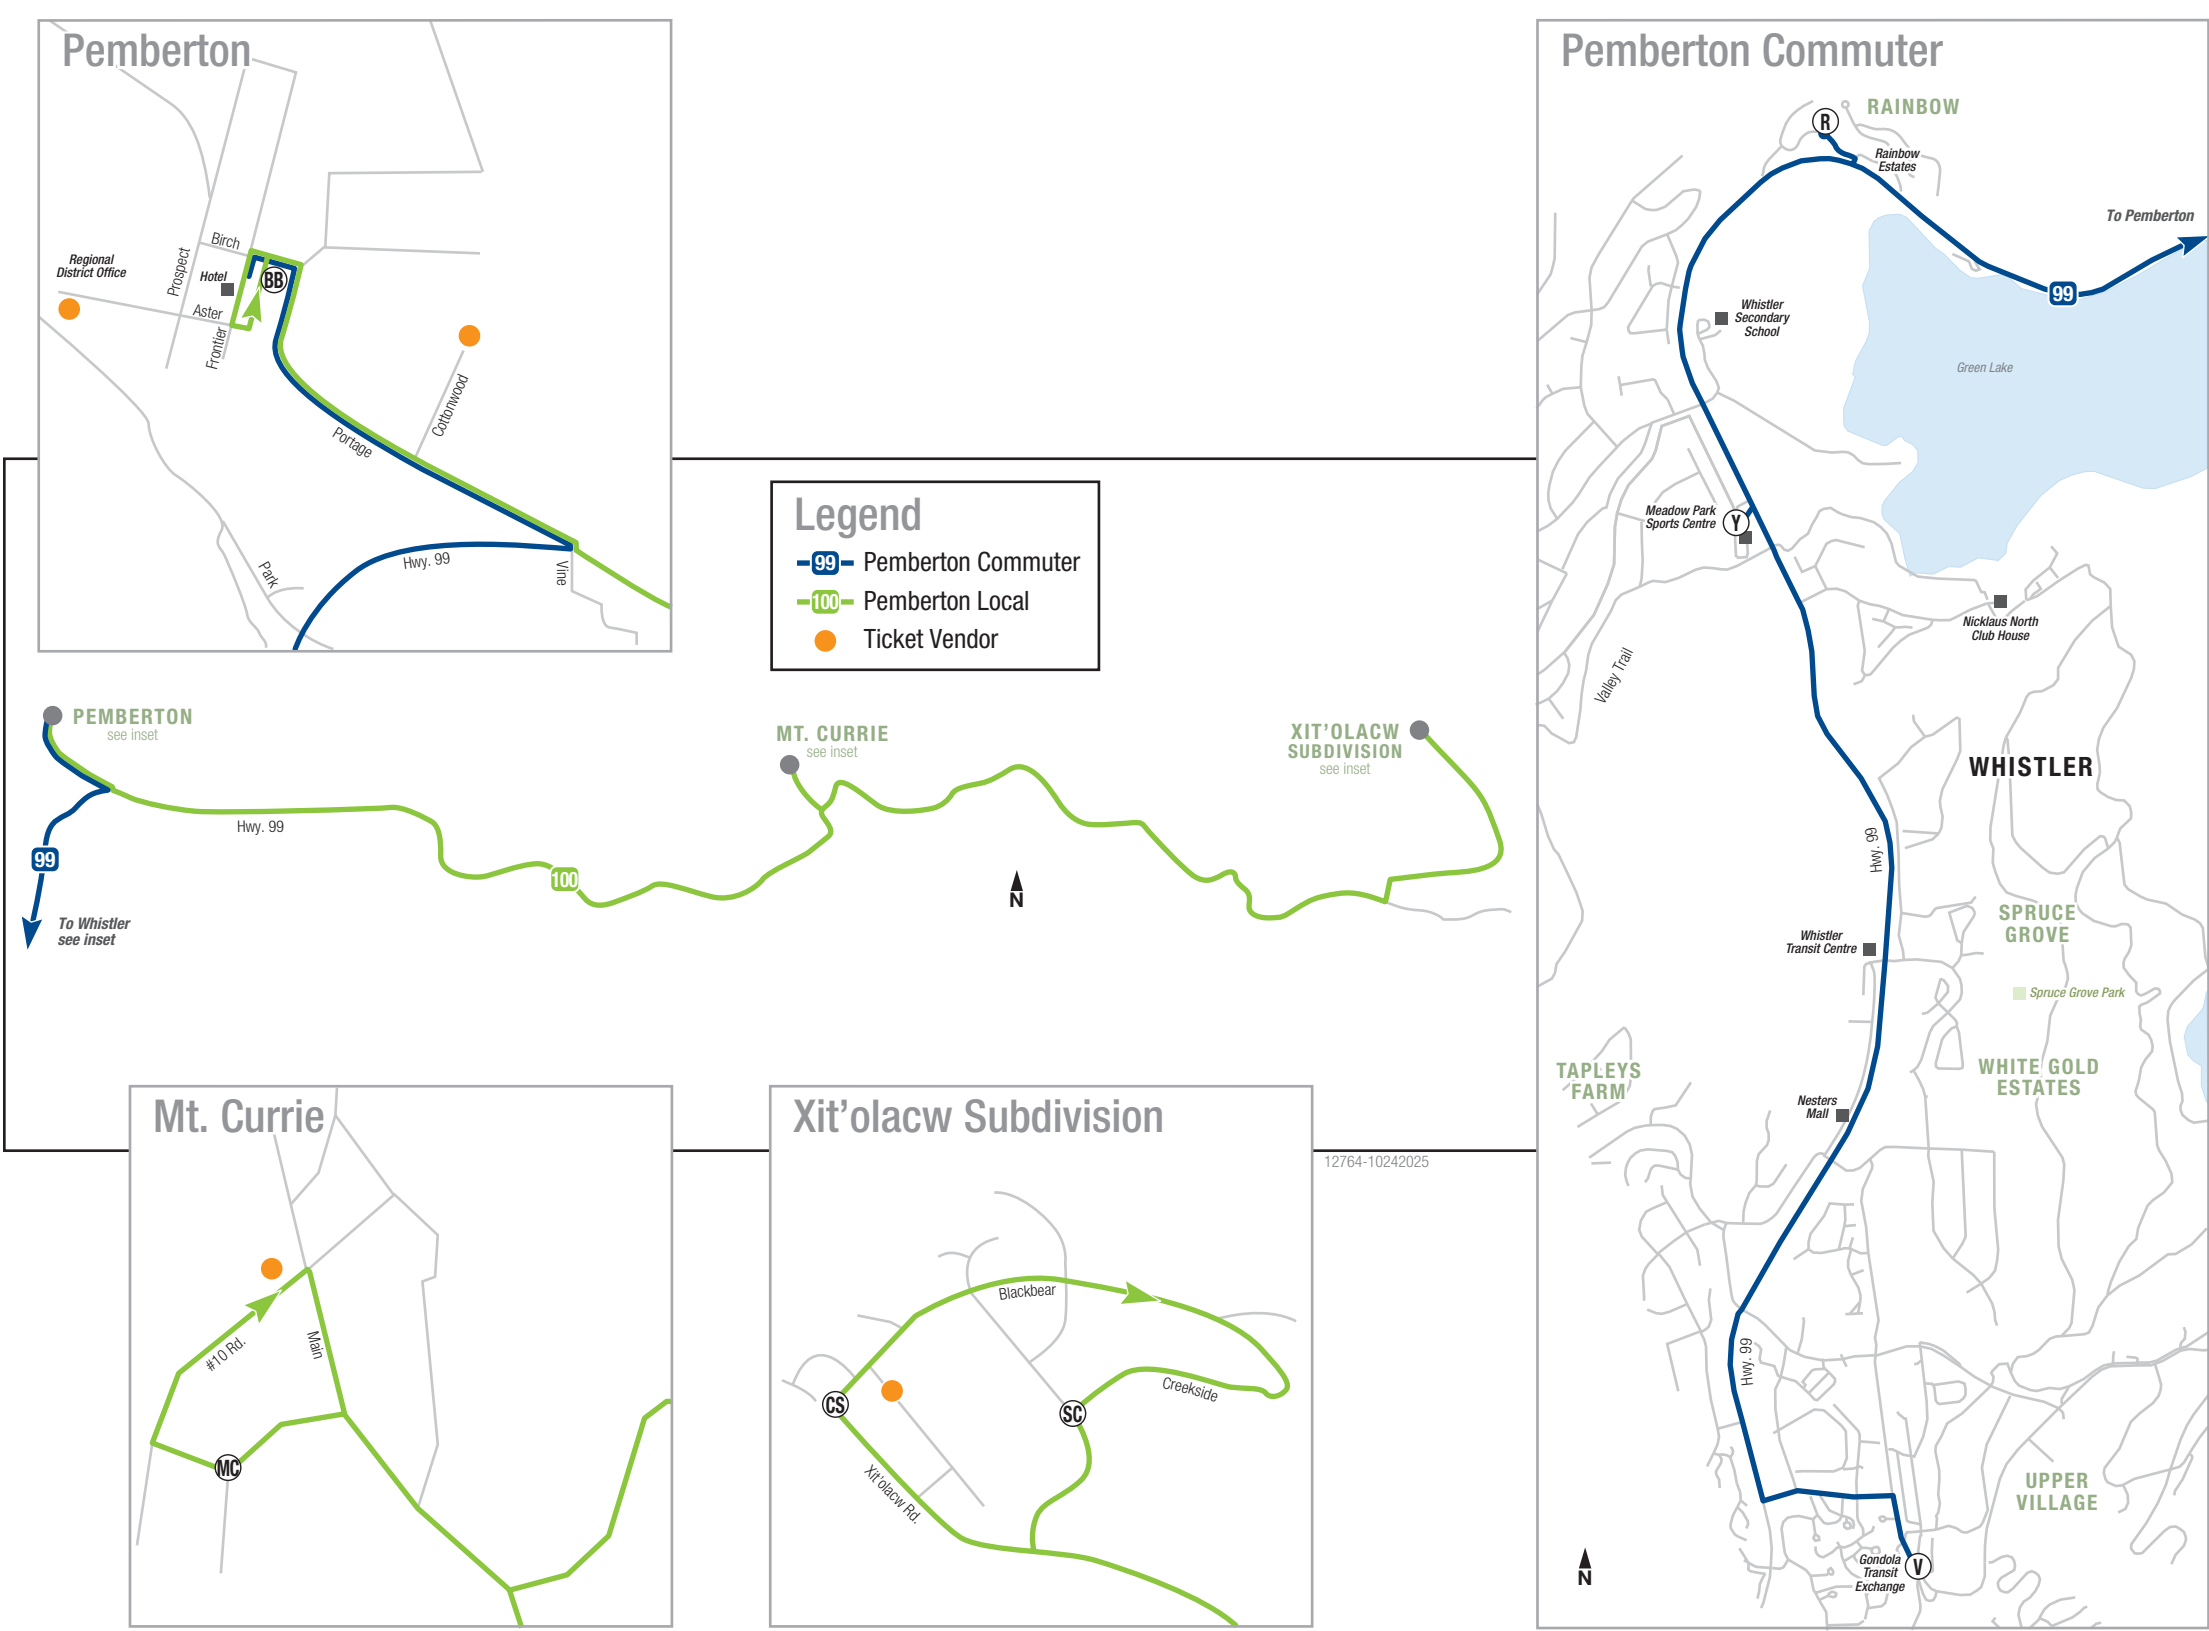 Pemberton
Birch
Prospect
Regional
District Office
Hotel
BB
Aster
Frontier
Cottonwood
Portage
Hwy. 99
Vine
Park
Legend
99 Pemberton Commuter
100 Pemberton Local
Ticket Vendor
PEMBERTON
see inset
MT. CURRIE
see inset
XIT'OLACW
SUBDIVISION
see inset
Hwy. 99
99
100
N
To Whistler
see inset
Mt. Currie
#10 Rd.
Main
MC
Xit'olacw Subdivision
Blackbear
Creekside
CS
SC
Xit'olacw Rd.
12764-10242025
Pemberton Commuter
RAINBOW
R
Rainbow
Estates
To Pemberton
99
Whistler
Secondary
School
Green Lake
Meadow Park
Sports Centre
Y
Nicklaus North
Club House
Valley Trail
WHISTLER
Hwy. 99
SPRUCE
GROVE
Whistler
Transit Centre
Spruce Grove Park
TAPLEYS
FARM
WHITE GOLD
ESTATES
Nesters
Mall
Hwy. 99
UPPER
VILLAGE
Gondola
Transit
Exchange
V
N